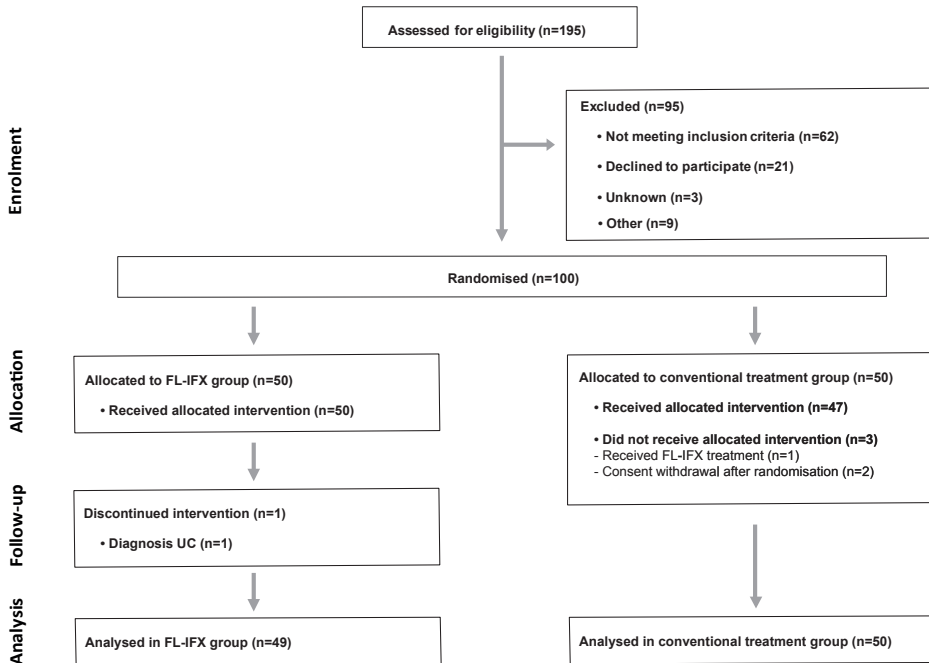 Assessed for eligibility (n=195)
Enrolment
Excluded (n=95)
• Not meeting inclusion criteria (n=62)
• Declined to participate (n=21)
• Unknown (n=3)
• Other (n=9)
Randomised (n=100)
Allocation
Allocated to FL-IFX group (n=50)
• Received allocated intervention (n=50)
Allocated to conventional treatment group (n=50)
• Received allocated intervention (n=47)
• Did not receive allocated intervention (n=3)
- Received FL-IFX treatment (n=1)
- Consent withdrawal after randomisation (n=2)
Follow-up
Discontinued intervention (n=1)
• Diagnosis UC (n=1)
Analysis
Analysed in FL-IFX group (n=49)
Analysed in conventional treatment group (n=50)